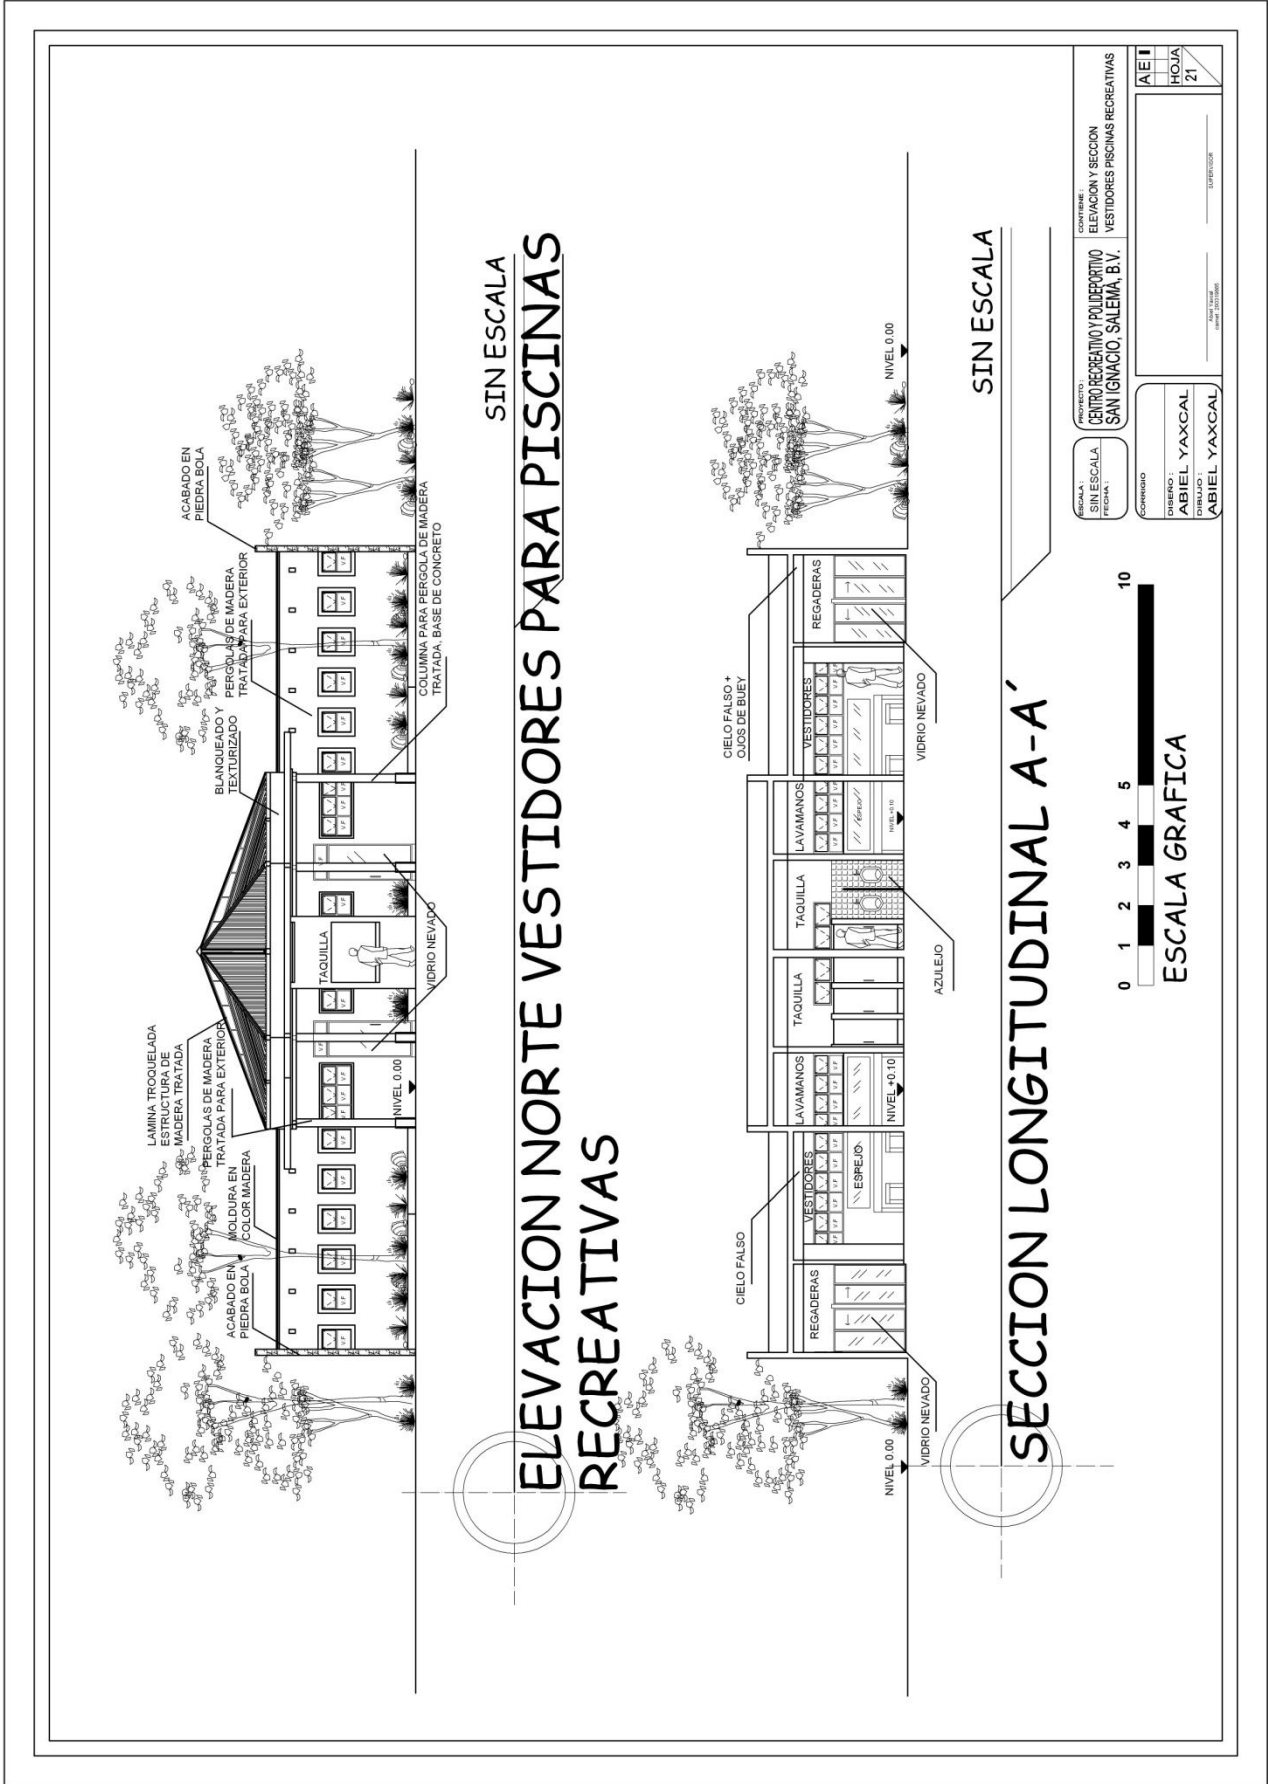 ACABADO EN
PIEDRA BOLA
MOLDURA EN
COLOR MADERA
PERGOLAS DE MADERA
TRATADA PARA EXTERIOR
LAMINA TROQUELADA
ESTRUCTURA DE
MADERA TRATADA
BLANQUEADO Y
TEXTURIZADO
PERGOLAS DE MADERA
TRATADA PARA EXTERIOR
ACABADO EN
PIEDRA BOLA
TAQUILLA
NIVEL 0.00
VIDRIO NEVADO
COLUMNA PARA PERGOLA DE MADERA
TRATADA, BASE DE CONCRETO
SIN ESCALA
ELEVACION NORTE VESTIDORES PARA PISCINAS
RECREATIVAS
CIELO FALSO
CIELO FALSO +
OJOS DE BUEY
REGADERAS
VESTIDORES
LAVAMANOS
TAQUILLA
TAQUILLA
LAVAMANOS
VESTIDORES
REGADERAS
ESPEJO
ESPEJO
NIVEL 0.00
NIVEL +0.10
NIVEL +0.10
NIVEL 0.00
VIDRIO NEVADO
AZULEJO
VIDRIO NEVADO
SIN ESCALA
SECCION LONGITUDINAL A-A´
0 1 2 3 4 5 10
ESCALA GRAFICA
ESCALA :
SIN ESCALA
FECHA :
PROYECTO :
CENTRO RECREATIVO Y POLIDEPORTIVO
SAN IGNACIO, SALEMÁ, B.V.
CONTIENE :
ELEVACION Y SECCION
VESTIDORES PISCINAS RECREATIVAS
CORRIGIO
DISEÑO :
ABIEL YAXCAL
DIBUJO :
ABIEL YAXCAL
Abiel Yaxcal
SUPERVISOR
A E I
HOJA
21